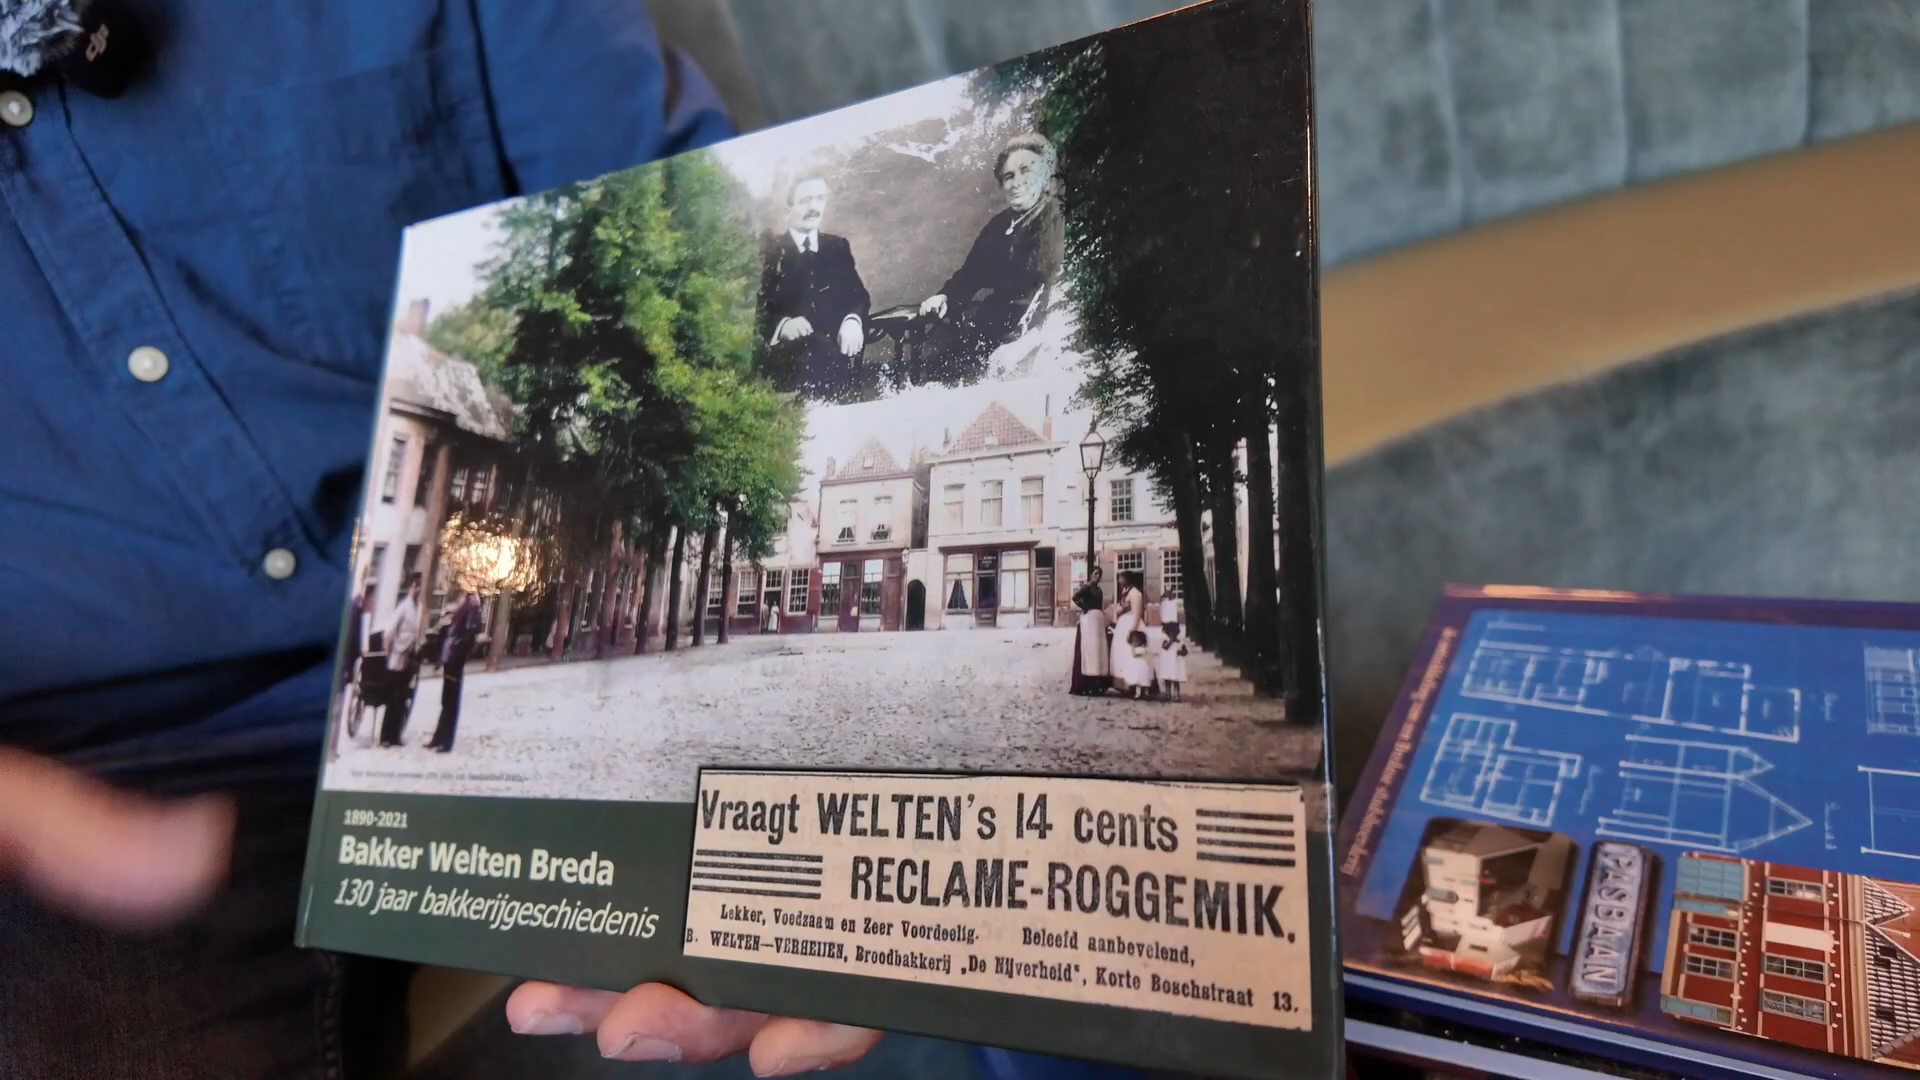 dji
1890-2021
Bakker Welten Breda
130 jaar bakkerijgeschiedenis
Vraagt WELTEN's 14 cents
RECLAME-ROGGEMIK.
Lekker, Voedzaam en Zeer Voordeelig. Beleefd aanbevelend,
B. WELTEN—VERHEIJEN, Broodbakkerij „De Nijverheid", Korte Boschstraat 13.
PASBAAN